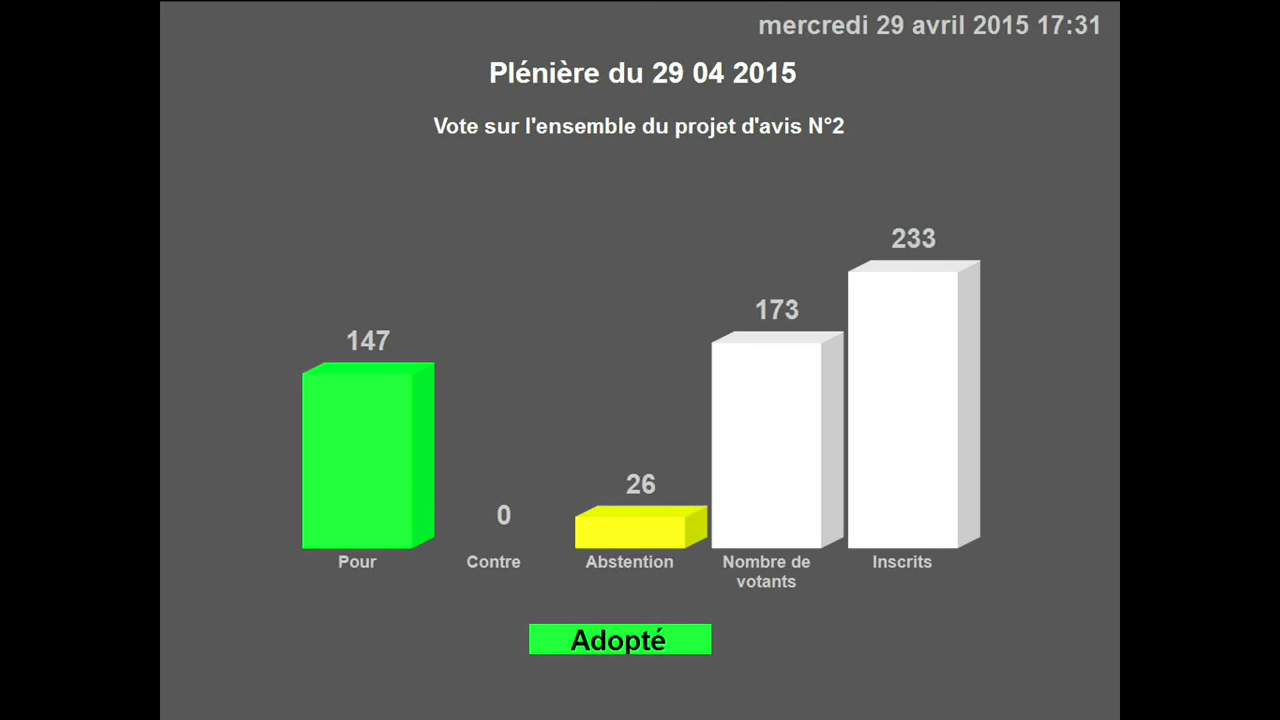 mercredi 29 avril 2015 17:31
Plénière du 29 04 2015
Vote sur l'ensemble du projet d'avis N°2
233
173
147
26
0
Pour
Contre
Abstention
Nombre de
votants
Inscrits
Adopté